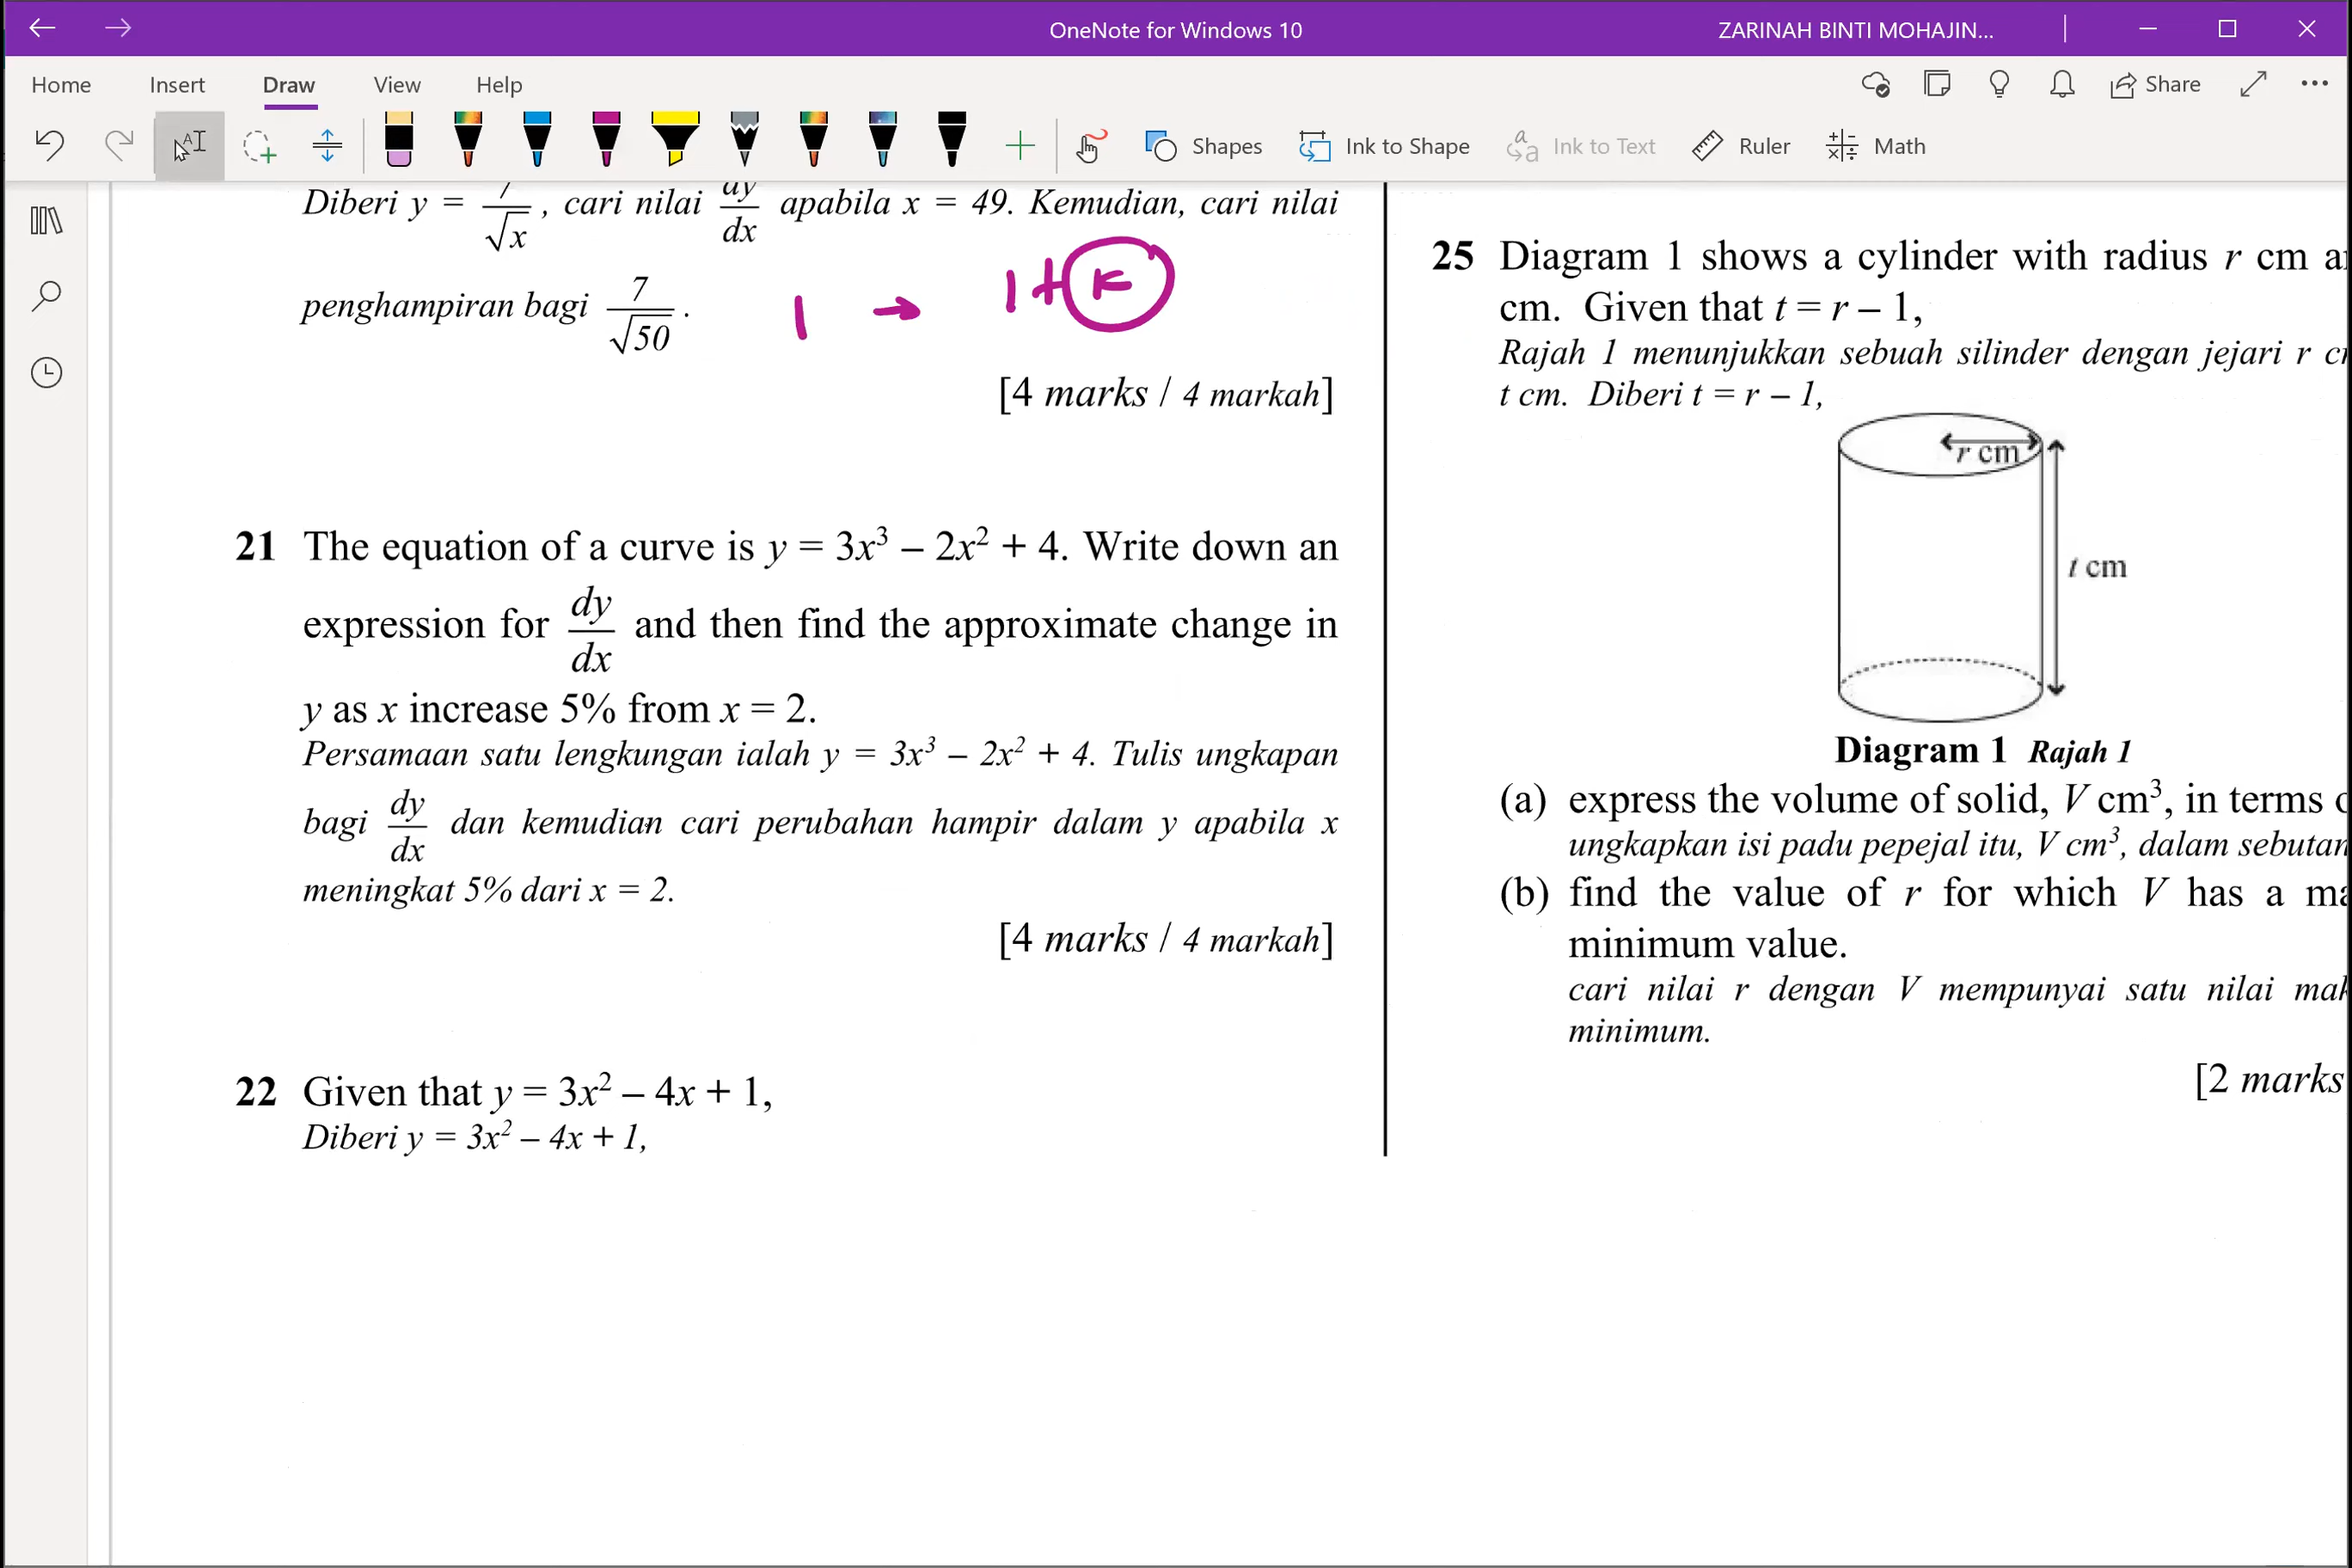 OneNote for Windows 10
ZARINAH BINTI MOHAJIN...
Home Insert Draw View Help
Share
Shapes Ink to Shape Ink to Text Ruler Math
Diberi y = 7/√x, cari nilai dy/dx apabila x = 49. Kemudian, cari nilai
penghampiran bagi 7/√50.
1 → 1+K
[4 marks / 4 markah]
21 The equation of a curve is y = 3x³ – 2x² + 4. Write down an
expression for dy/dx and then find the approximate change in
y as x increase 5% from x = 2.
Persamaan satu lengkungan ialah y = 3x³ – 2x² + 4. Tulis ungkapan
bagi dy/dx dan kemudian cari perubahan hampir dalam y apabila x
meningkat 5% dari x = 2.
[4 marks / 4 markah]
22 Given that y = 3x² – 4x + 1,
Diberi y = 3x² – 4x + 1,
25 Diagram 1 shows a cylinder with radius r cm
cm. Given that t = r – 1,
Rajah 1 menunjukkan sebuah silinder dengan jejari r
t cm. Diberi t = r – 1,
r cm
t cm
Diagram 1 Rajah 1
(a) express the volume of solid, V cm³, in terms
ungkapkan isi padu pepejal itu, V cm³, dalam sebutan
(b) find the value of r for which V has a
minimum value.
cari nilai r dengan V mempunyai satu nilai
minimum.
[2 marks